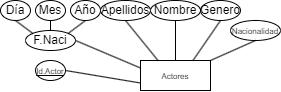 Día Mes Año Apellidos Nombre Genero
Nacionalidad
F.Naci
Id.Actor
Actores